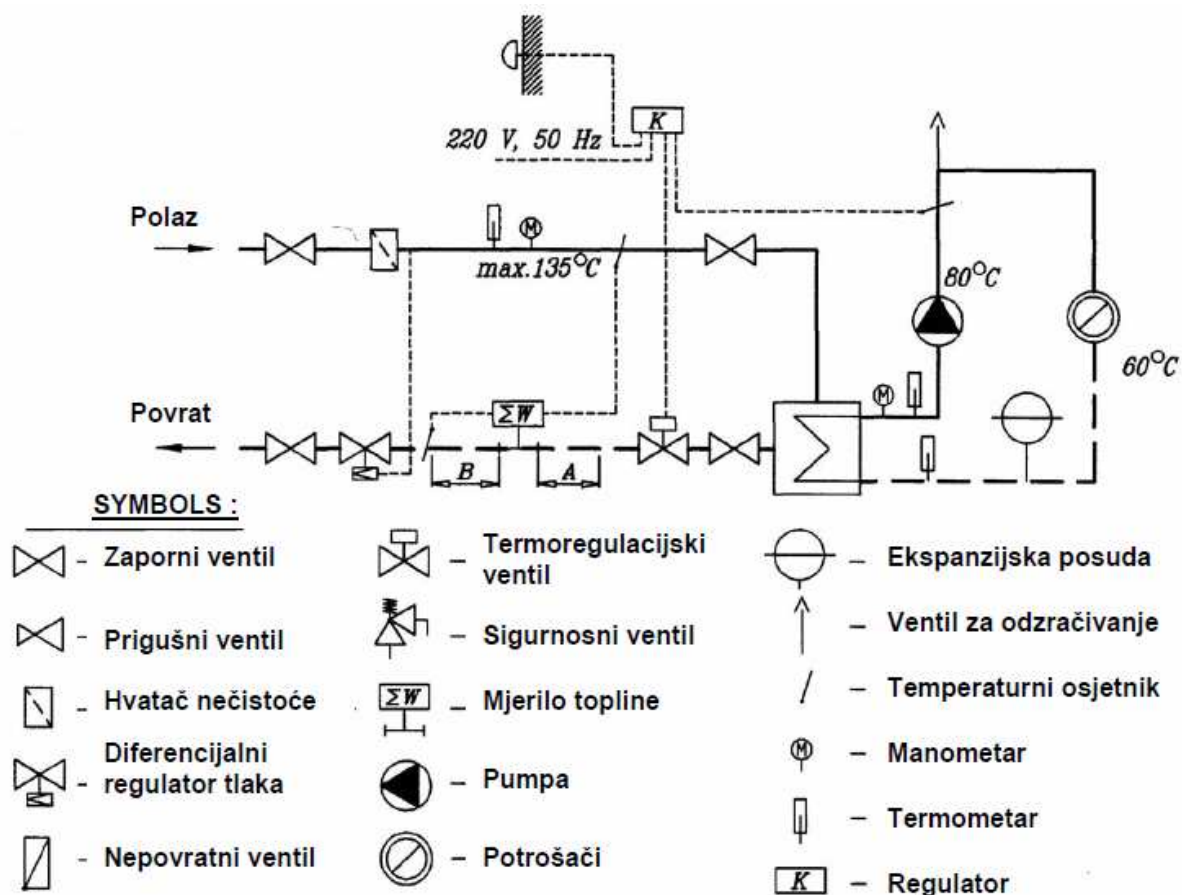 K
220 V, 50 Hz
Polaz
M
max.135°C
80°C
60°C
M
Povrat
ΣW
B
A
SYMBOLS :
- Zaporni ventil
- Prigušni ventil
- Hvatač nečistoće
- Diferencijalni
regulator tlaka
- Nepovratni ventil
- Termoregulacijski
ventil
- Sigurnosni ventil
ΣW - Mjerilo topline
- Pumpa
- Potrošači
- Ekspanzijska posuda
- Ventil za odzračivanje
- Temperaturni osjetnik
M - Manometar
- Termometar
K - Regulator